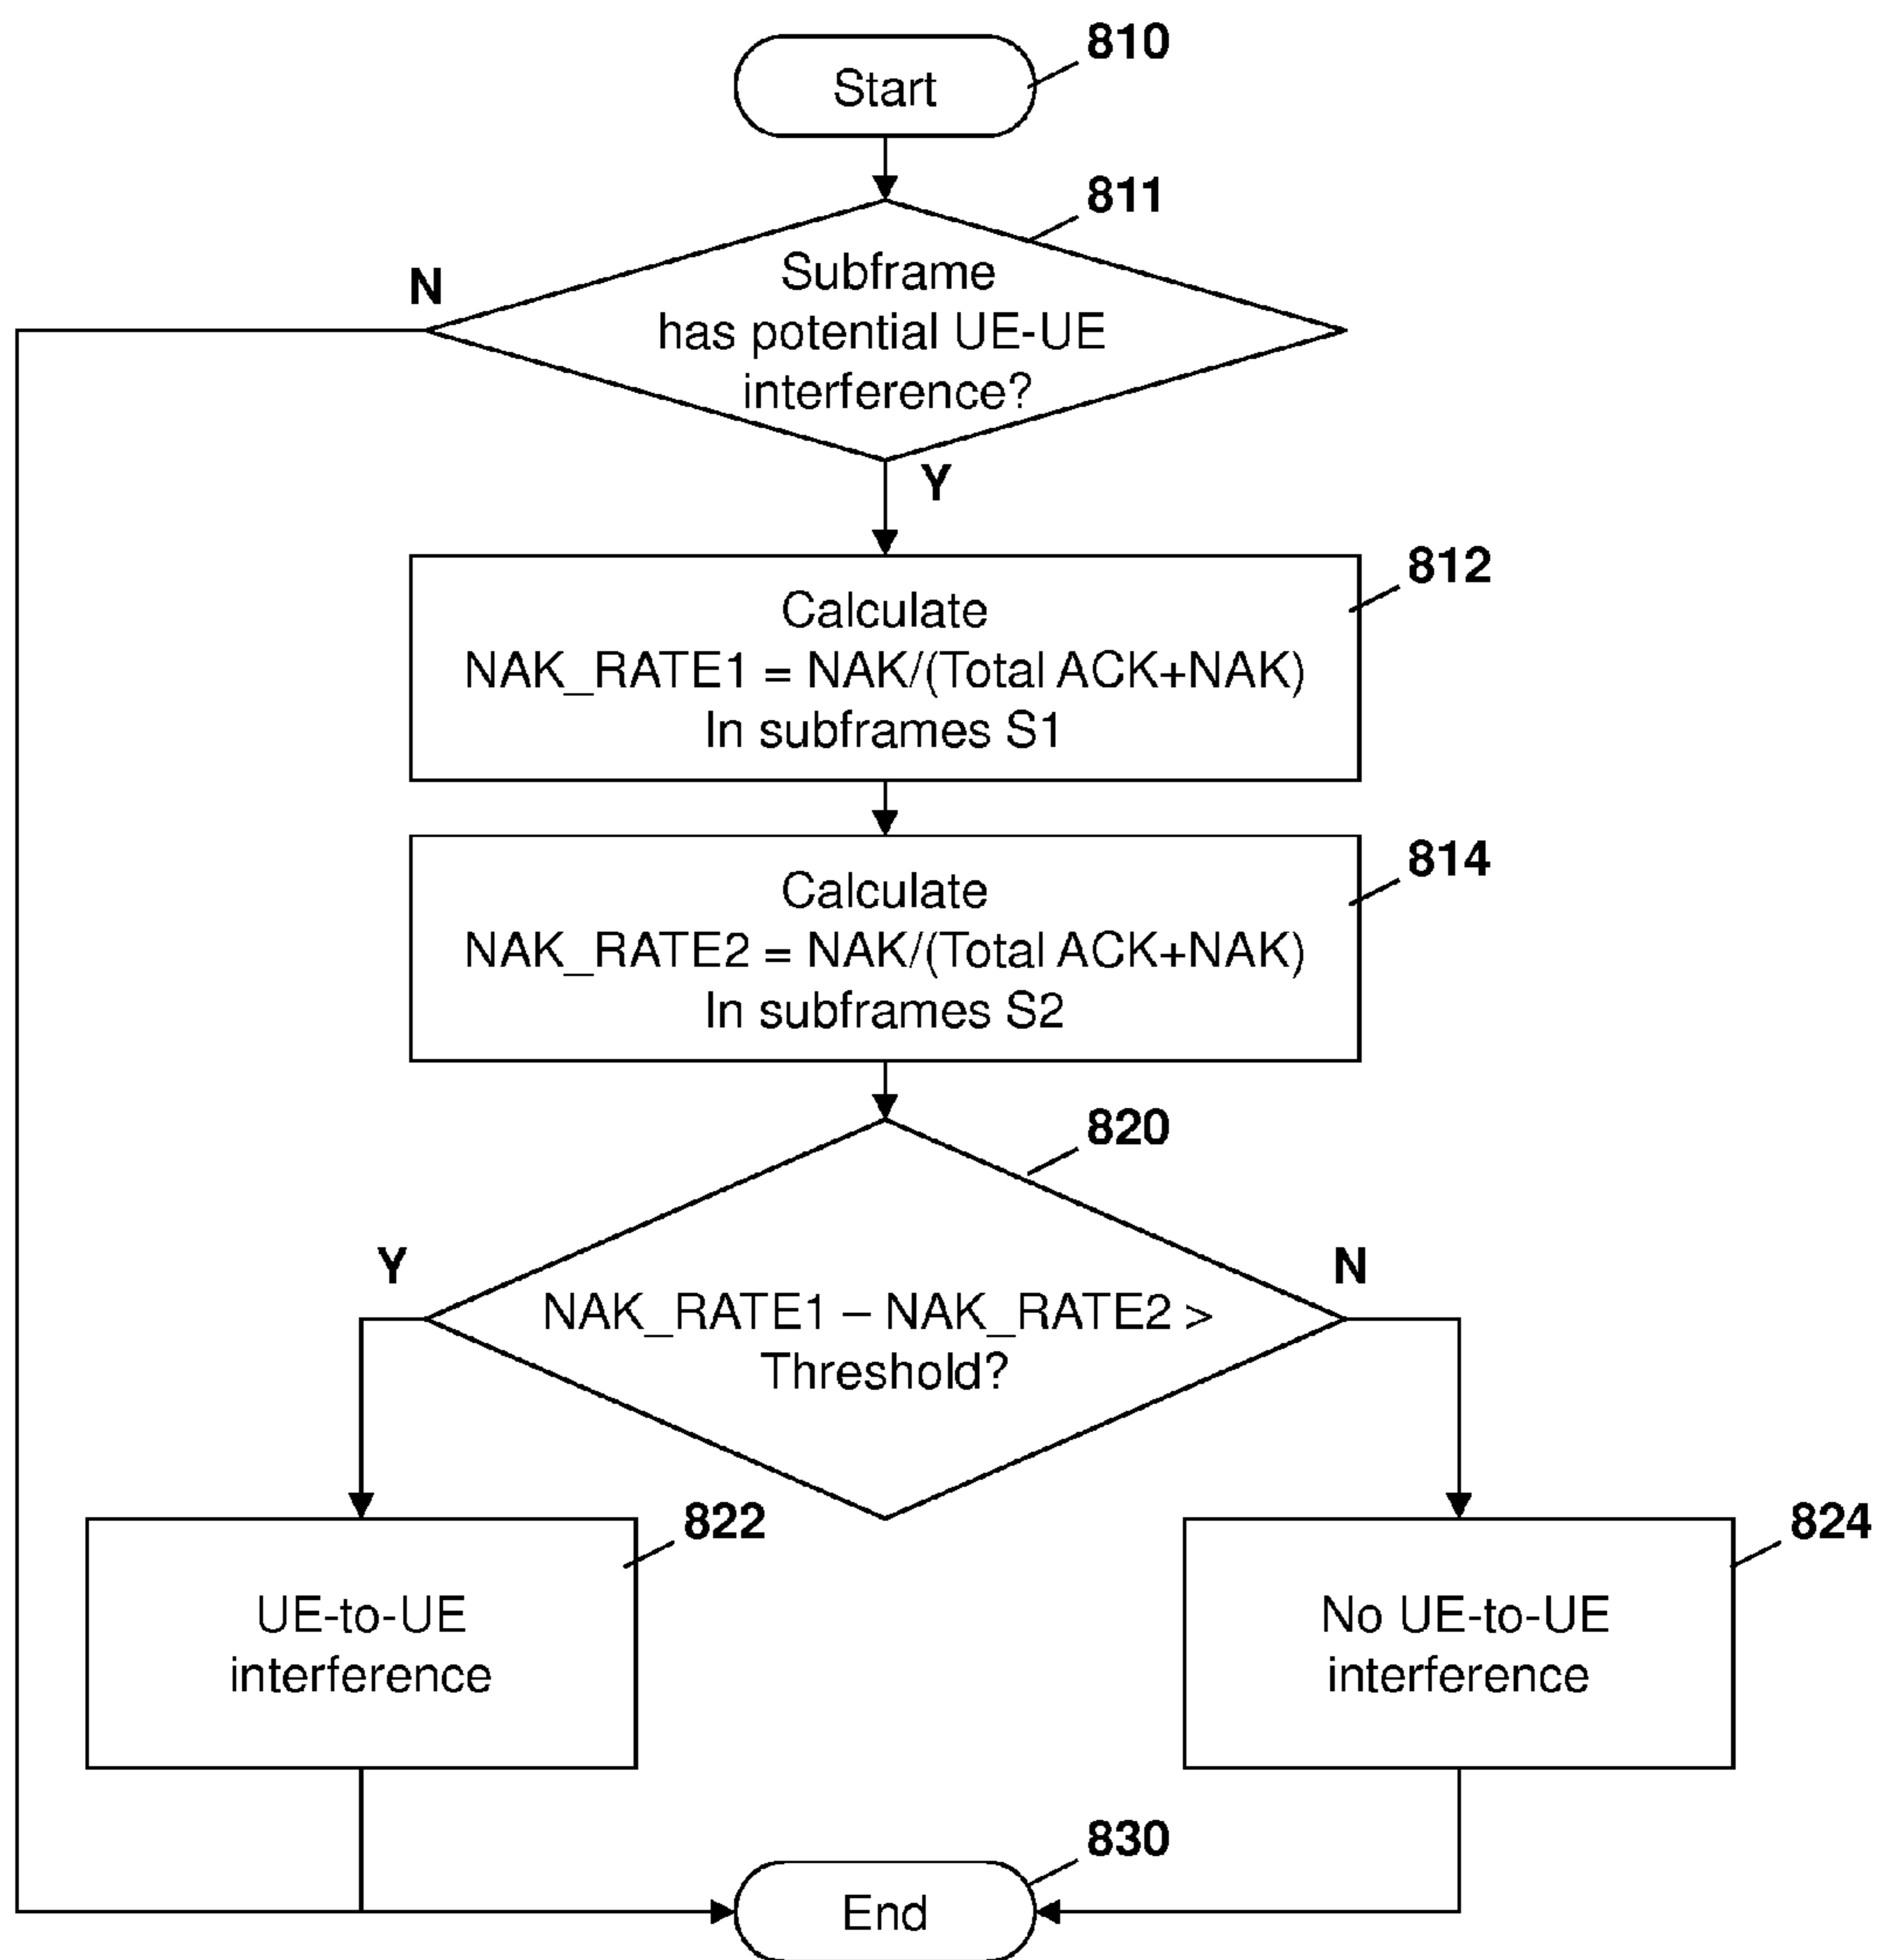 810
Start
811
N
Subframe
has potential UE-UE
interference?
Y
812
Calculate
NAK_RATE1 = NAK/(Total ACK+NAK)
In subframes S1
814
Calculate
NAK_RATE2 = NAK/(Total ACK+NAK)
In subframes S2
820
Y
N
NAK_RATE1 – NAK_RATE2 >
Threshold?
822
824
UE-to-UE
interference
No UE-to-UE
interference
830
End